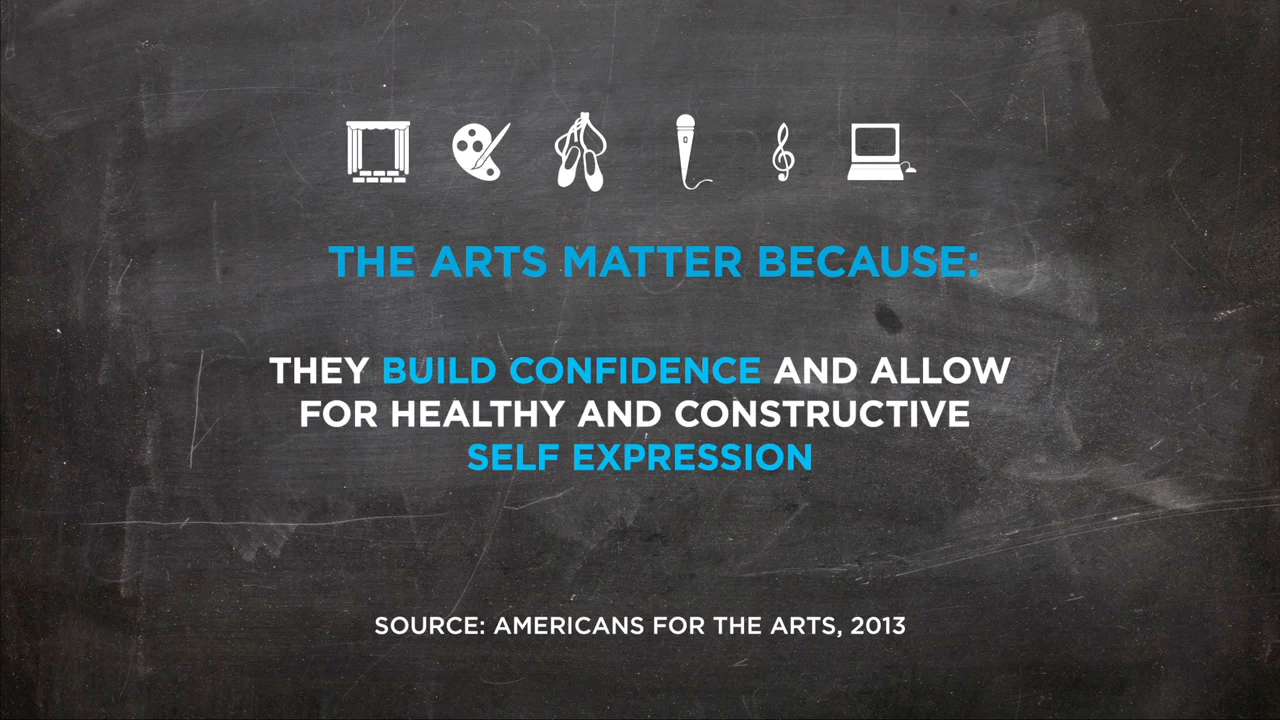 THE ARTS MATTER BECAUSE:
THEY BUILD CONFIDENCE AND ALLOW
FOR HEALTHY AND CONSTRUCTIVE
SELF EXPRESSION
SOURCE: AMERICANS FOR THE ARTS, 2013